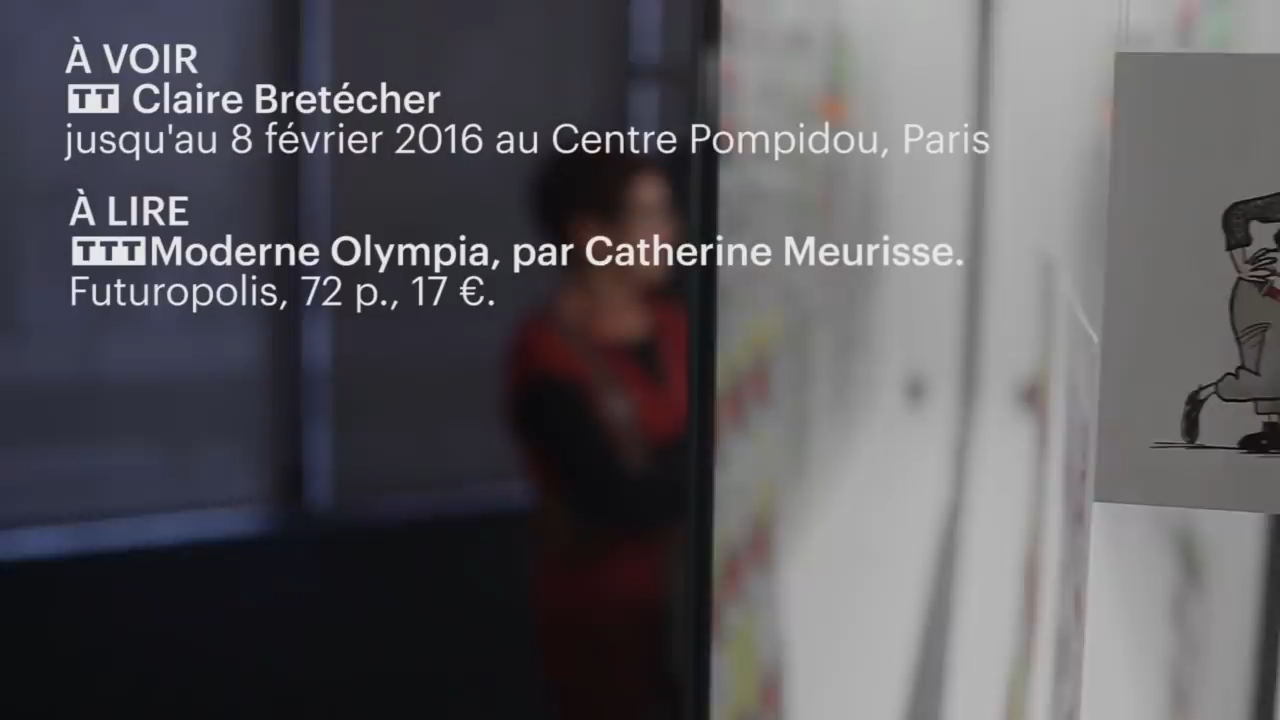 À VOIR
TT Claire Bretécher
jusqu'au 8 février 2016 au Centre Pompidou, Paris
À LIRE
TTT Moderne Olympia, par Catherine Meurisse.
Futuropolis, 72 p., 17 €.